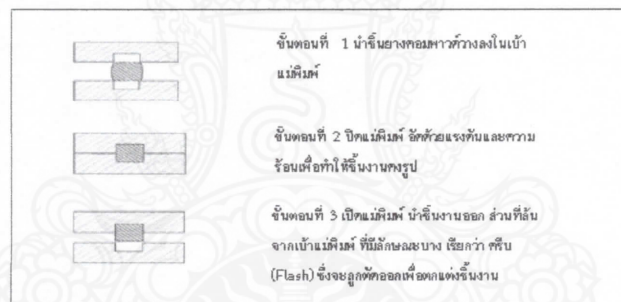 ขั้นตอนที่ 1 นำชิ้นยางคอมพาวด์วางลงในเบ้า
แม่พิมพ์
ขั้นตอนที่ 2 ปิดแม่พิมพ์ อัดด้วยแรงดันและความ
ร้อนเพื่อทำให้ชิ้นงานคงรูป
ขั้นตอนที่ 3 เปิดแม่พิมพ์ นำชิ้นงานออก ส่วนที่ล้น
จากเบ้าแม่พิมพ์ ที่มีลักษณะบาง เรียกว่า ครีบ
(Flash) ซึ่งจะถูกตัดออกเพื่อตกแต่งชิ้นงาน